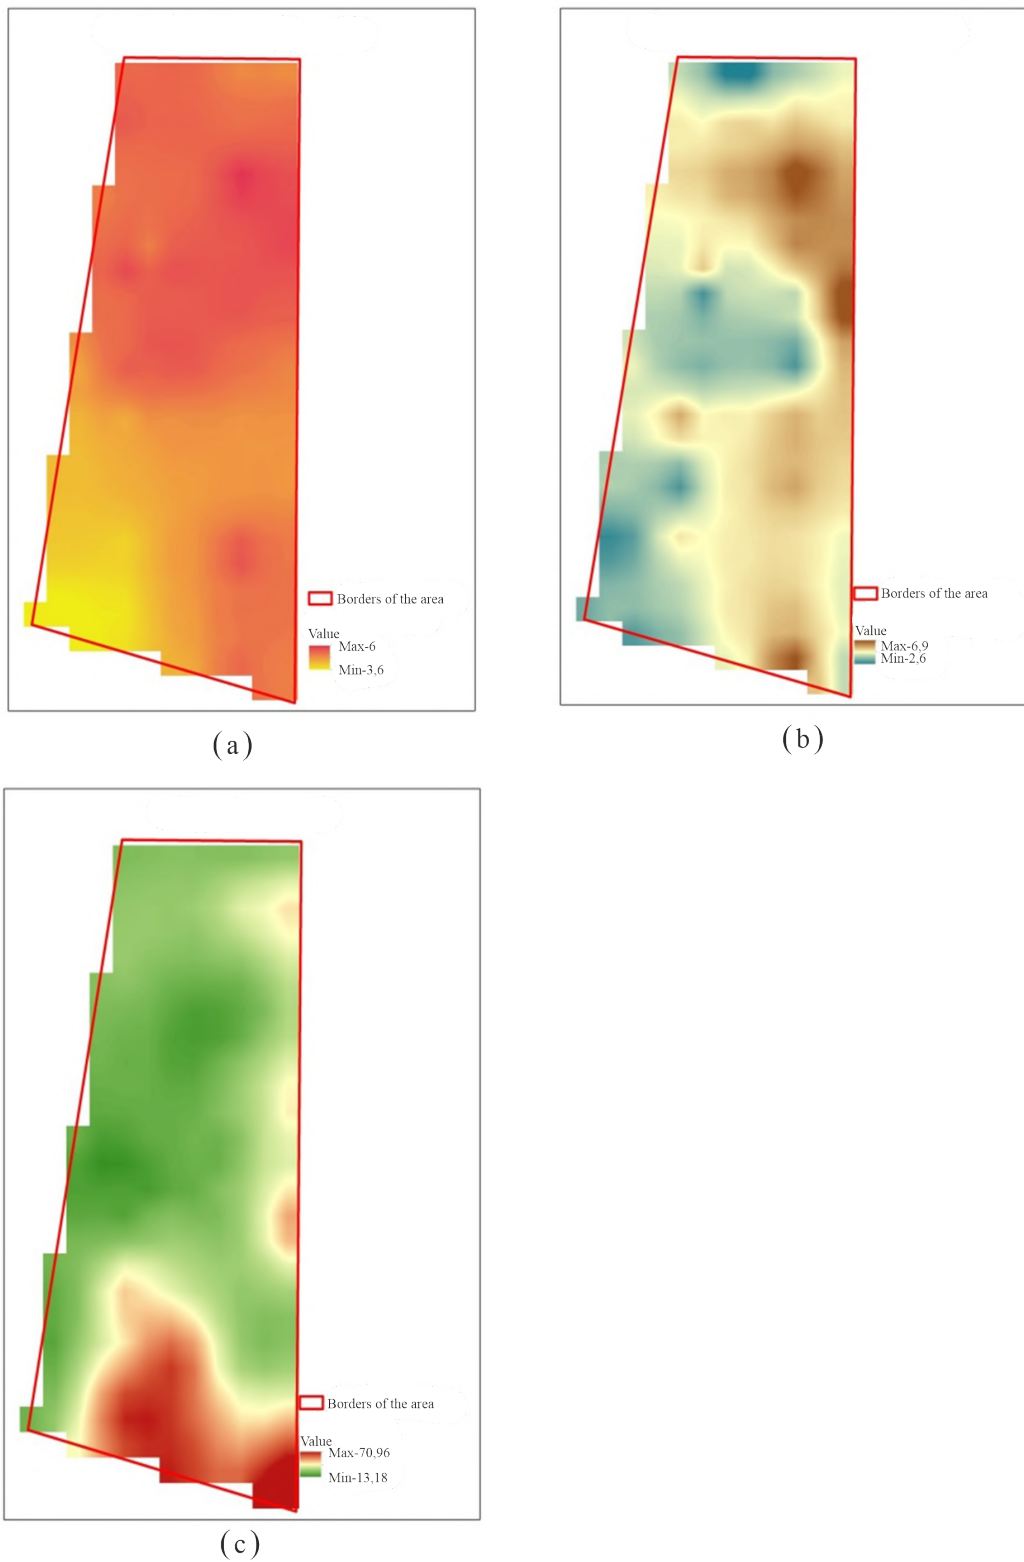 Borders of the area
Value
Max-6
Min-3,6
(a)
Borders of the area
Value
Max-6,9
Min-2,6
(b)
Borders of the area
Value
Max-70,96
Min-13,18
(c)